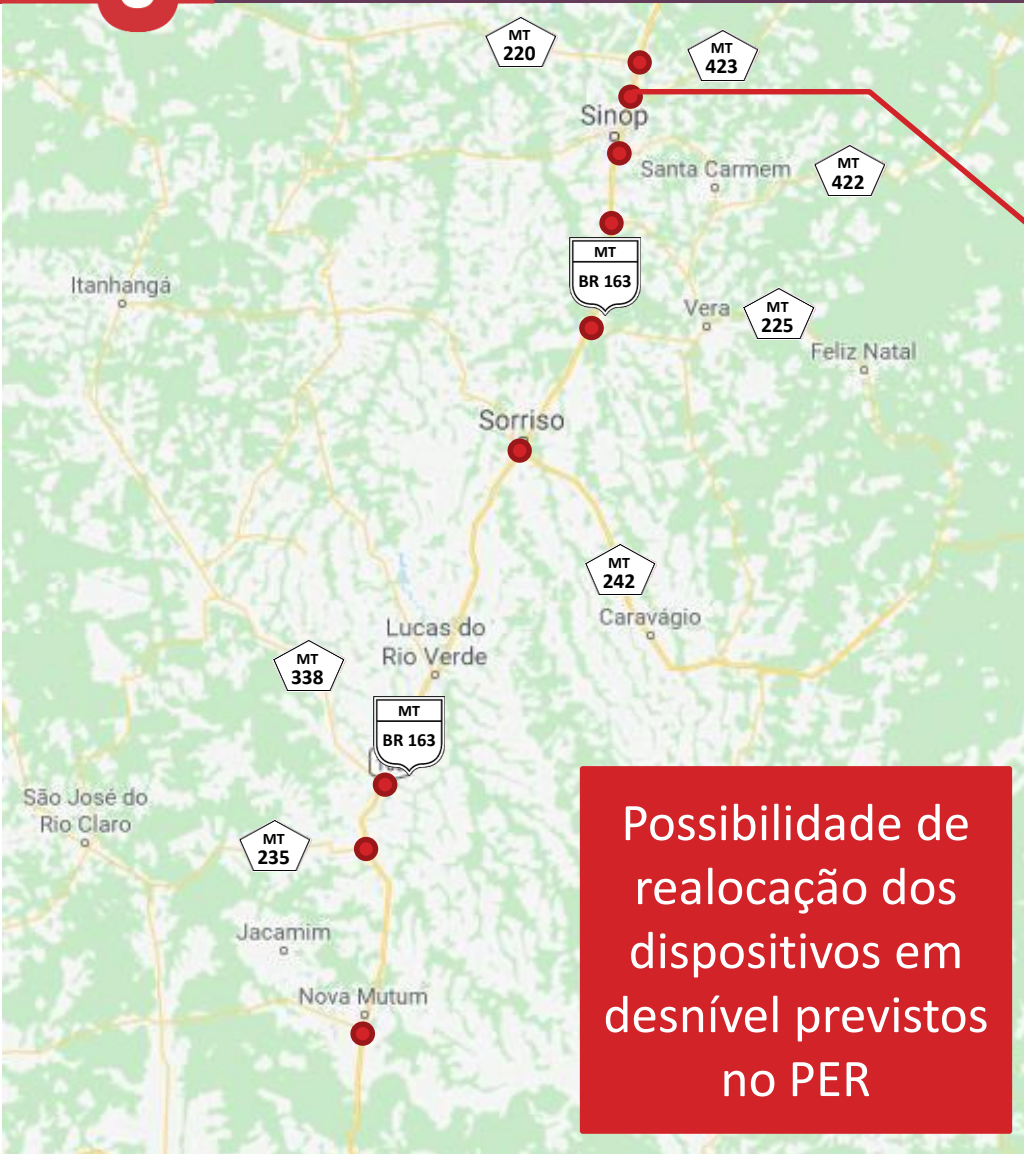 MT
220
MT
423
Sinop
Santa Carmem
MT
422
MT
BR 163
Itanhangá
Vera
MT
225
Feliz Natal
Sorriso
MT
242
Caravágio
Lucas do
Rio Verde
MT
338
MT
BR 163
São José do
Rio Claro
MT
235
Jacamim
Nova Mutum
Possibilidade de
realocação dos
dispositivos em
desnível previstos
no PER